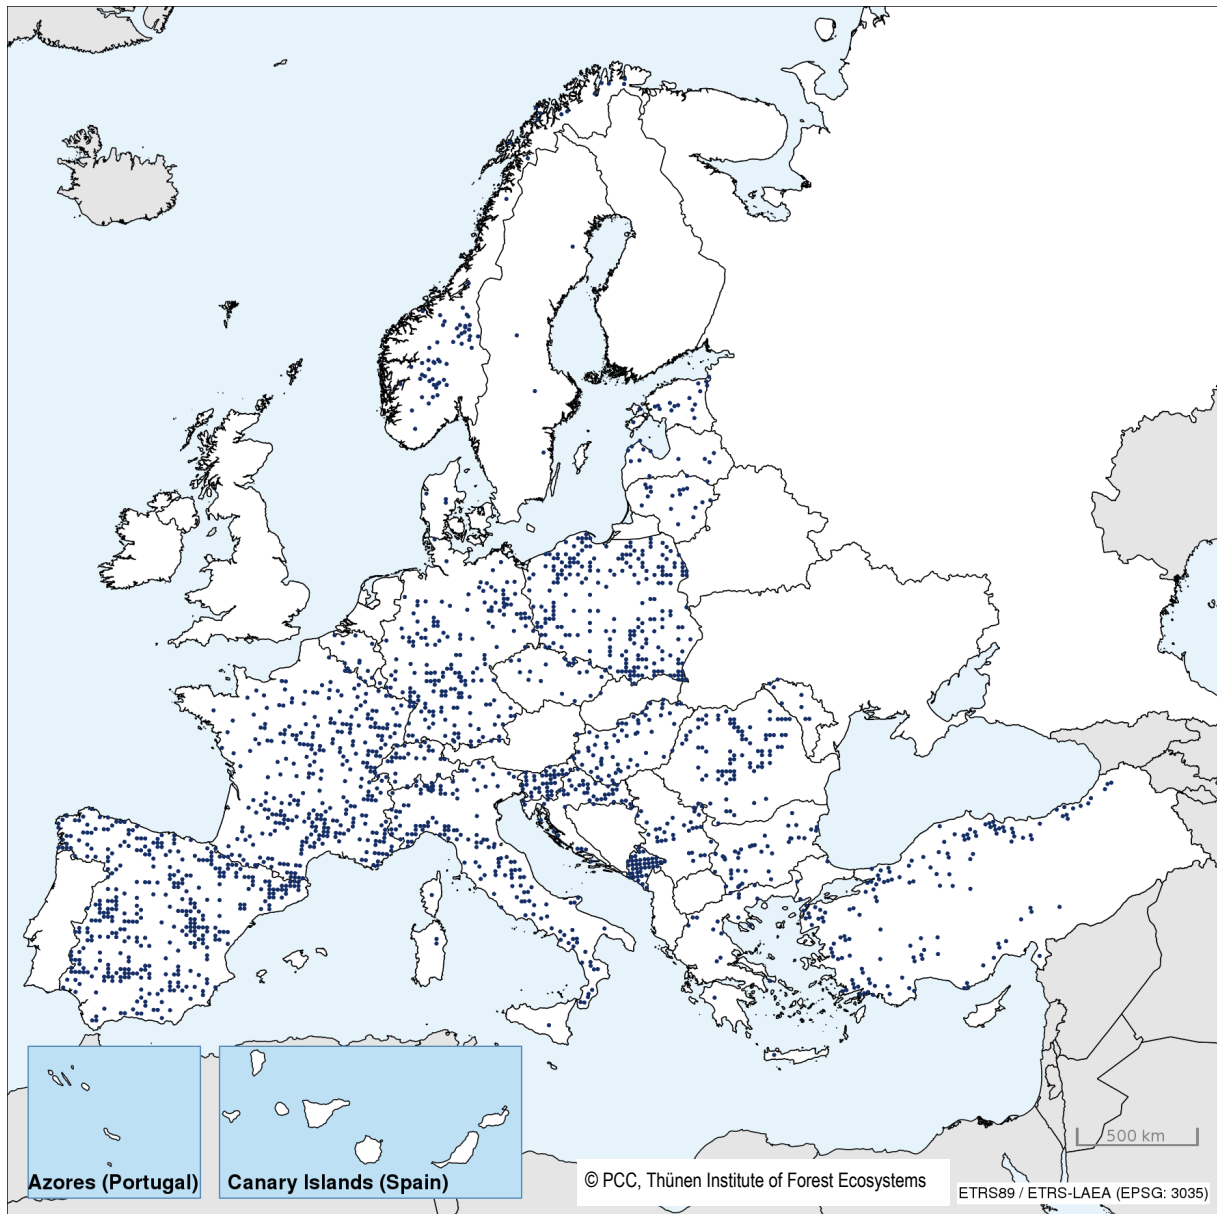 500 km
Azores (Portugal)
Canary Islands (Spain)
© PCC, Thünen Institute of Forest Ecosystems
ETRS89 / ETRS-LAEA (EPSG: 3035)